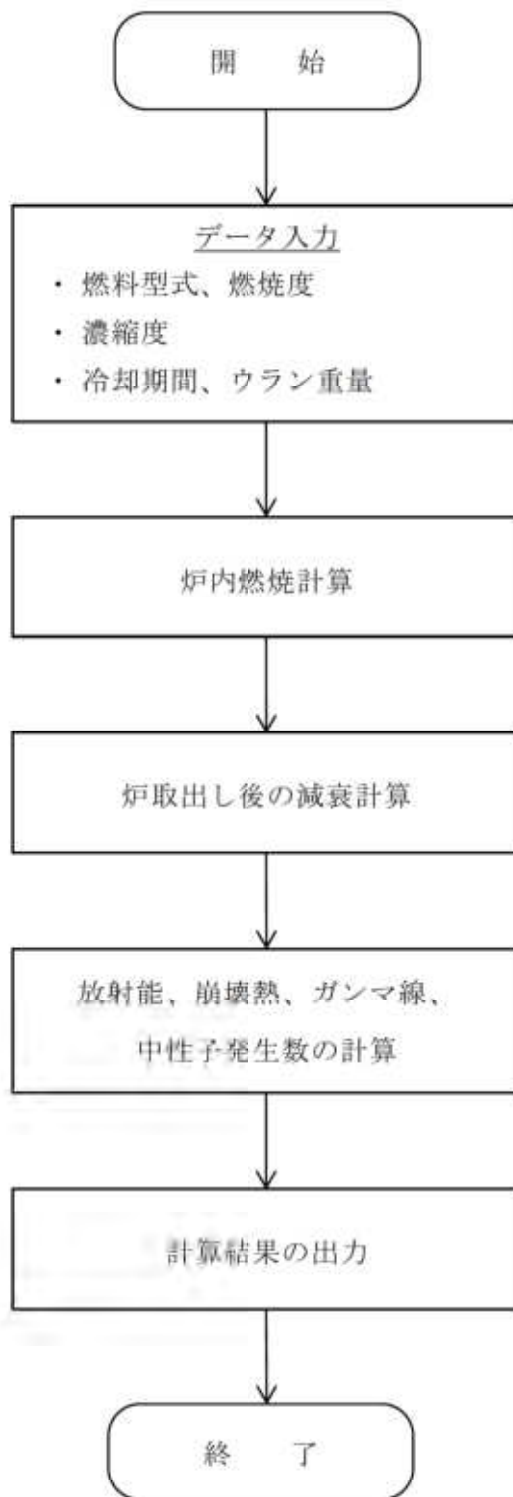 開　　始
データ入力
・ 燃料型式、燃焼度
・ 濃縮度
・ 冷却期間、ウラン重量
炉内燃焼計算
炉取出し後の減衰計算
放射能、崩壊熱、ガンマ線、
中性子発生数の計算
計算結果の出力
終　　了